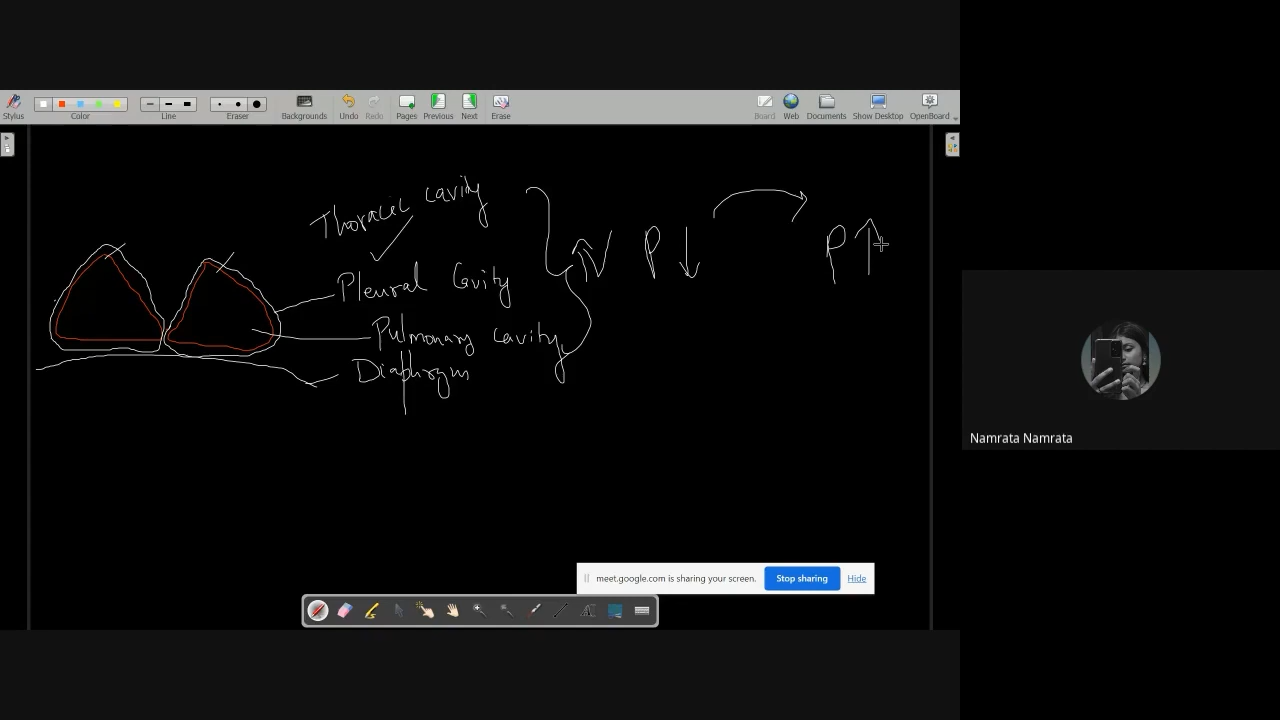 Stylus
Color
Line
Eraser
Backgrounds
Undo
Redo
Pages
Previous
Next
Erase
Board
Web
Documents
Show Desktop
OpenBoard
Thoracic cavity
Pleural Cavity
Pulmonary cavity
Diaphrgm
↑V P↓ P↑
Namrata Namrata
meet.google.com is sharing your screen.
Stop sharing
Hide